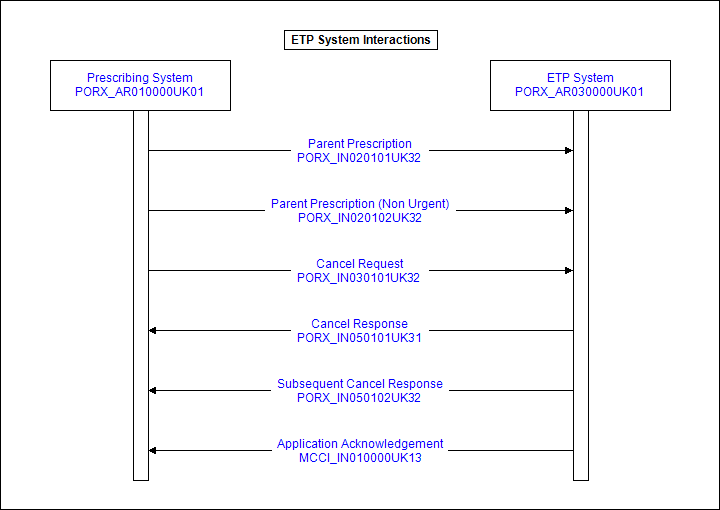 ETP System Interactions
Prescribing System
PORX_AR010000UK01
ETP System
PORX_AR030000UK01
Parent Prescription
PORX_IN020101UK32
Parent Prescription (Non Urgent)
PORX_IN020102UK32
Cancel Request
PORX_IN030101UK32
Cancel Response
PORX_IN050101UK31
Subsequent Cancel Response
PORX_IN050102UK32
Application Acknowledgement
MCCI_IN010000UK13